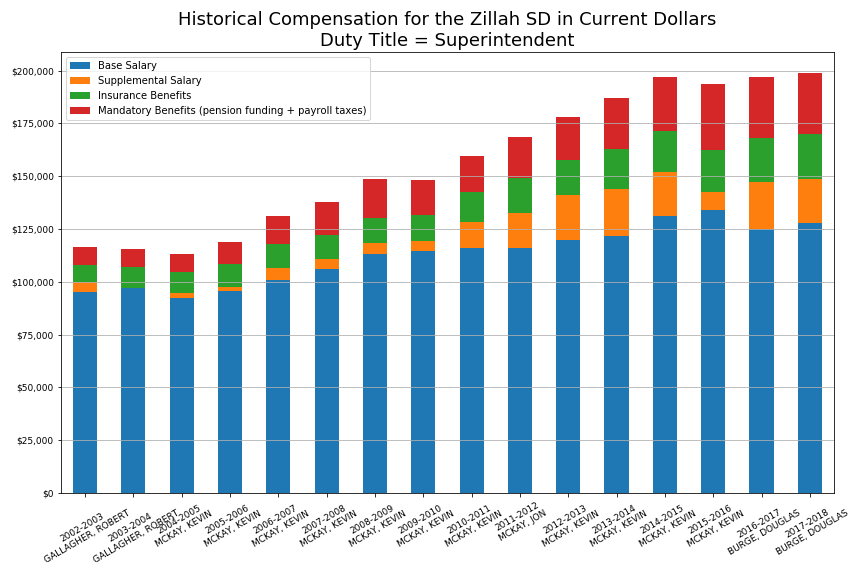 Historical Compensation for the Zillah SD in Current Dollars
Duty Title = Superintendent
Base Salary
Supplemental Salary
Insurance Benefits
Mandatory Benefits (pension funding + payroll taxes)
$200,000
$175,000
$150,000
$125,000
$100,000
$75,000
$50,000
$25,000
$0
2002-2003
GALLAGHER, ROBERT
2003-2004
GALLAGHER, ROBERT
2004-2005
MCKAY, KEVIN
2005-2006
MCKAY, KEVIN
2006-2007
MCKAY, KEVIN
2007-2008
MCKAY, KEVIN
2008-2009
MCKAY, KEVIN
2009-2010
MCKAY, KEVIN
2010-2011
MCKAY, KEVIN
2011-2012
MCKAY, JON
2012-2013
MCKAY, KEVIN
2013-2014
MCKAY, KEVIN
2014-2015
MCKAY, KEVIN
2015-2016
MCKAY, KEVIN
2016-2017
BURGE, DOUGLAS
2017-2018
BURGE, DOUGLAS